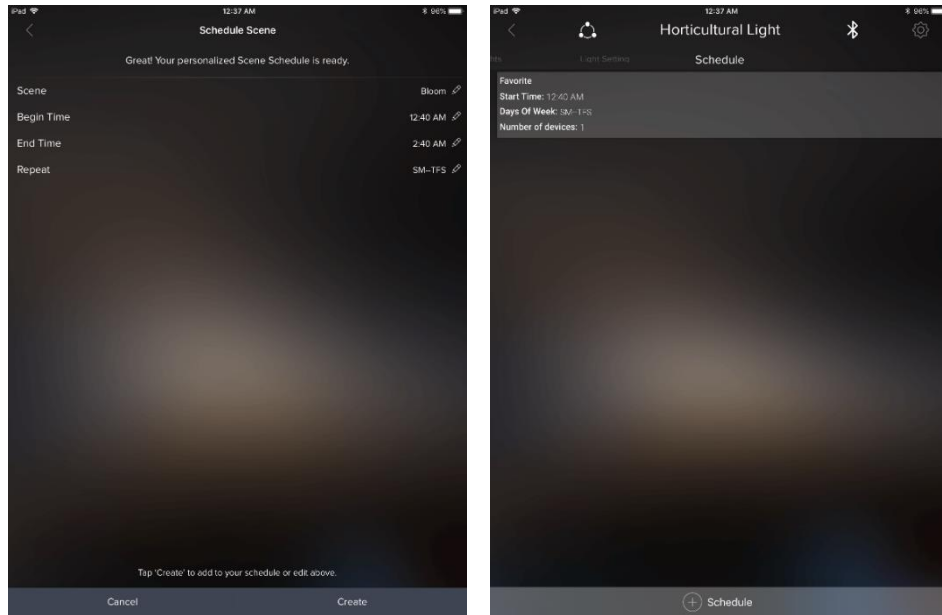 iPad 12:37 AM 96%
Schedule Scene
Great! Your personalized Scene Schedule is ready.
Scene Bloom
Begin Time 12:40 AM
End Time 2:40 AM
Repeat SM-TFS
Tap 'Create' to add to your schedule or edit above.
Cancel Create
iPad 12:37 AM 96%
Horticultural Light
Light Setting Schedule
Favorite
Start Time: 12:40 AM
Days Of Week: SM-TFS
Number of devices: 1
Schedule